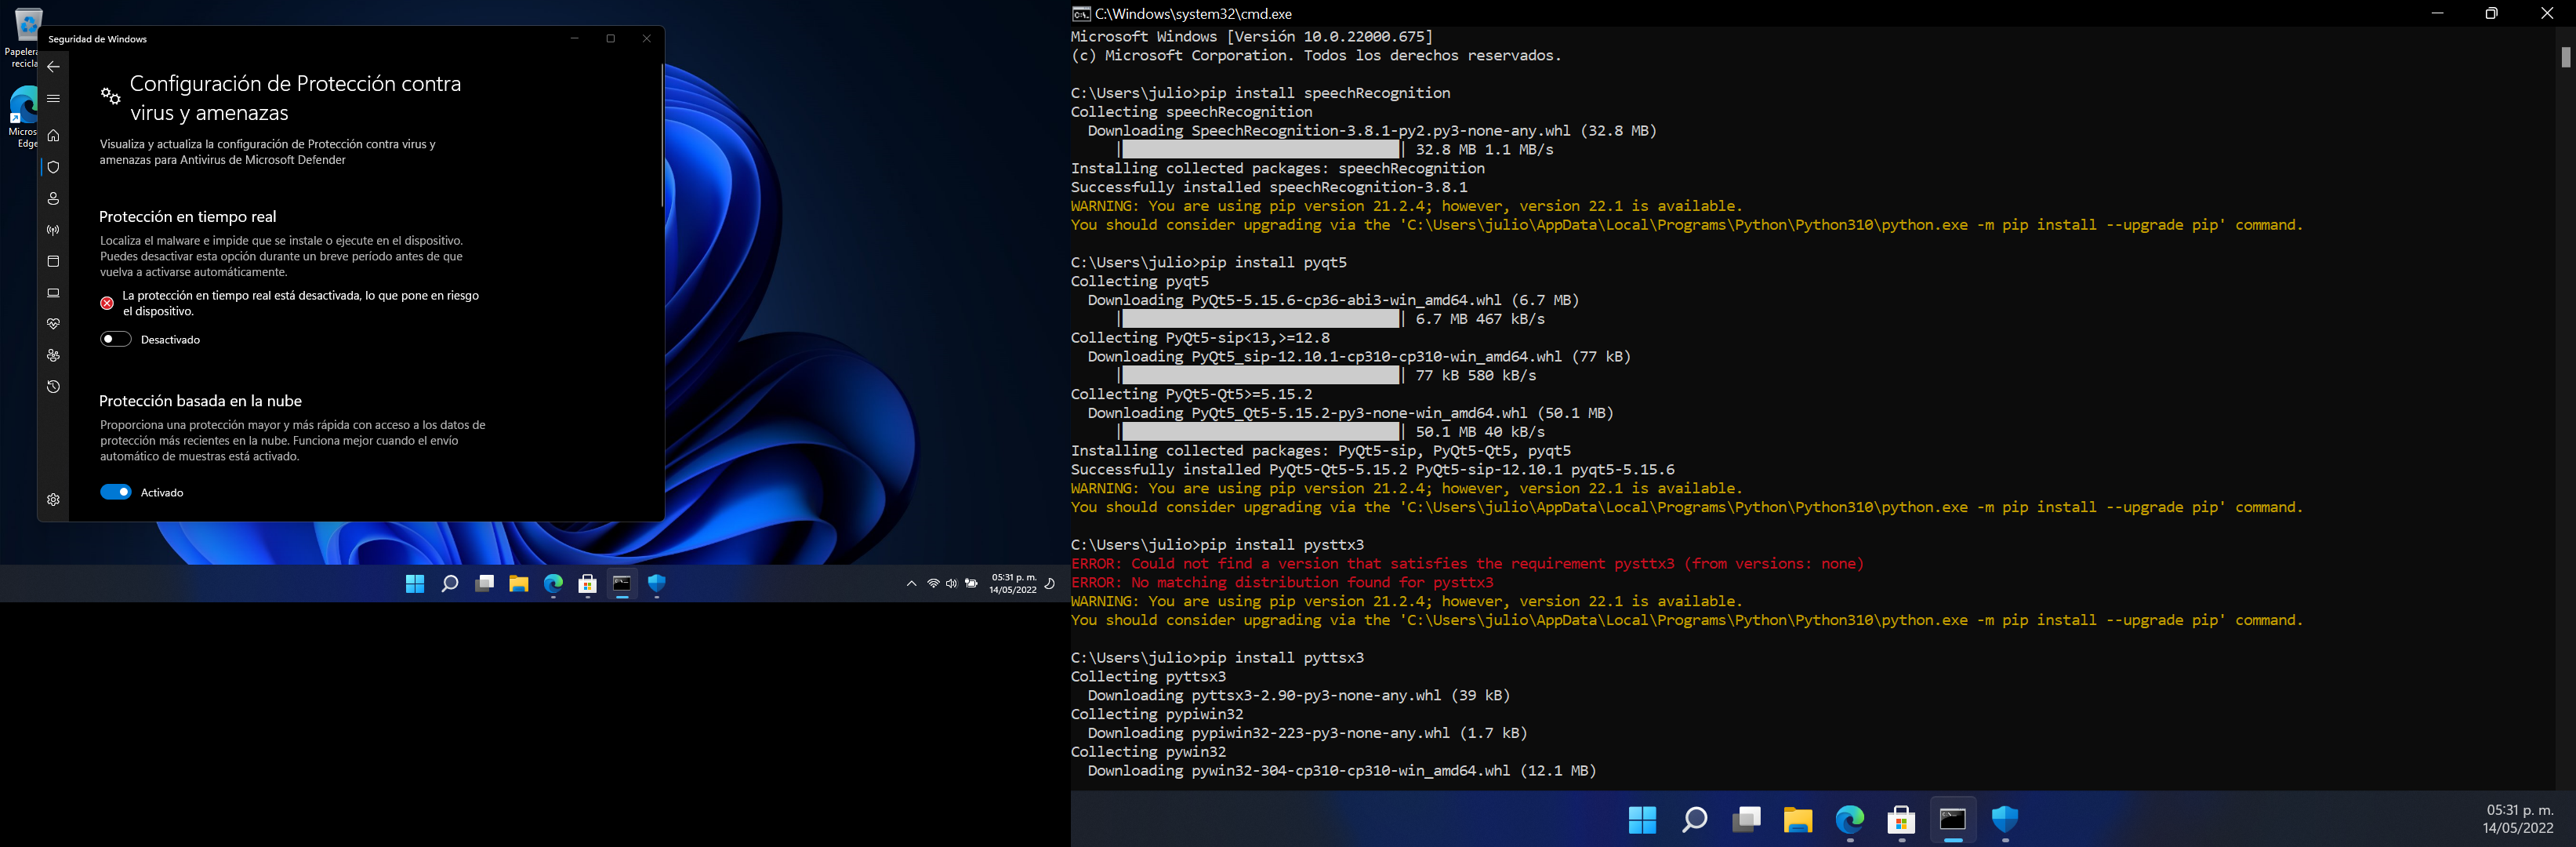 Papelera
recicla
Micros
Edge
Seguridad de Windows
Configuración de Protección contra
virus y amenazas
Visualiza y actualiza la configuración de Protección contra virus y
amenazas para Antivirus de Microsoft Defender
Protección en tiempo real
Localiza el malware e impide que se instale o ejecute en el dispositivo.
Puedes desactivar esta opción durante un breve período antes de que
vuelva a activarse automáticamente.
La protección en tiempo real está desactivada, lo que pone en riesgo
el dispositivo.
Desactivado
Protección basada en la nube
Proporciona una protección mayor y más rápida con acceso a los datos de
protección más recientes en la nube. Funciona mejor cuando el envío
automático de muestras está activado.
Activado
05:31 p. m.
14/05/2022
C:\Windows\system32\cmd.exe
Microsoft Windows [Versión 10.0.22000.675]
(c) Microsoft Corporation. Todos los derechos reservados.
C:\Users\julio>pip install speechRecognition
Collecting speechRecognition
Downloading SpeechRecognition-3.8.1-py2.py3-none-any.whl (32.8 MB)
| | 32.8 MB 1.1 MB/s
Installing collected packages: speechRecognition
Successfully installed speechRecognition-3.8.1
WARNING: You are using pip version 21.2.4; however, version 22.1 is available.
You should consider upgrading via the 'C:\Users\julio\AppData\Local\Programs\Python\Python310\python.exe -m pip install --upgrade pip' command.
C:\Users\julio>pip install pyqt5
Collecting pyqt5
Downloading PyQt5-5.15.6-cp36-abi3-win_amd64.whl (6.7 MB)
| | 6.7 MB 467 kB/s
Collecting PyQt5-sip<13,>=12.8
Downloading PyQt5_sip-12.10.1-cp310-cp310-win_amd64.whl (77 kB)
| | 77 kB 580 kB/s
Collecting PyQt5-Qt5>=5.15.2
Downloading PyQt5_Qt5-5.15.2-py3-none-win_amd64.whl (50.1 MB)
| | 50.1 MB 40 kB/s
Installing collected packages: PyQt5-sip, PyQt5-Qt5, pyqt5
Successfully installed PyQt5-Qt5-5.15.2 PyQt5-sip-12.10.1 pyqt5-5.15.6
WARNING: You are using pip version 21.2.4; however, version 22.1 is available.
You should consider upgrading via the 'C:\Users\julio\AppData\Local\Programs\Python\Python310\python.exe -m pip install --upgrade pip' command.
C:\Users\julio>pip install pysttx3
ERROR: Could not find a version that satisfies the requirement pysttx3 (from versions: none)
ERROR: No matching distribution found for pysttx3
WARNING: You are using pip version 21.2.4; however, version 22.1 is available.
You should consider upgrading via the 'C:\Users\julio\AppData\Local\Programs\Python\Python310\python.exe -m pip install --upgrade pip' command.
C:\Users\julio>pip install pyttsx3
Collecting pyttsx3
Downloading pyttsx3-2.90-py3-none-any.whl (39 kB)
Collecting pypiwin32
Downloading pypiwin32-223-py3-none-any.whl (1.7 kB)
Collecting pywin32
Downloading pywin32-304-cp310-cp310-win_amd64.whl (12.1 MB)
05:31 p. m.
14/05/2022